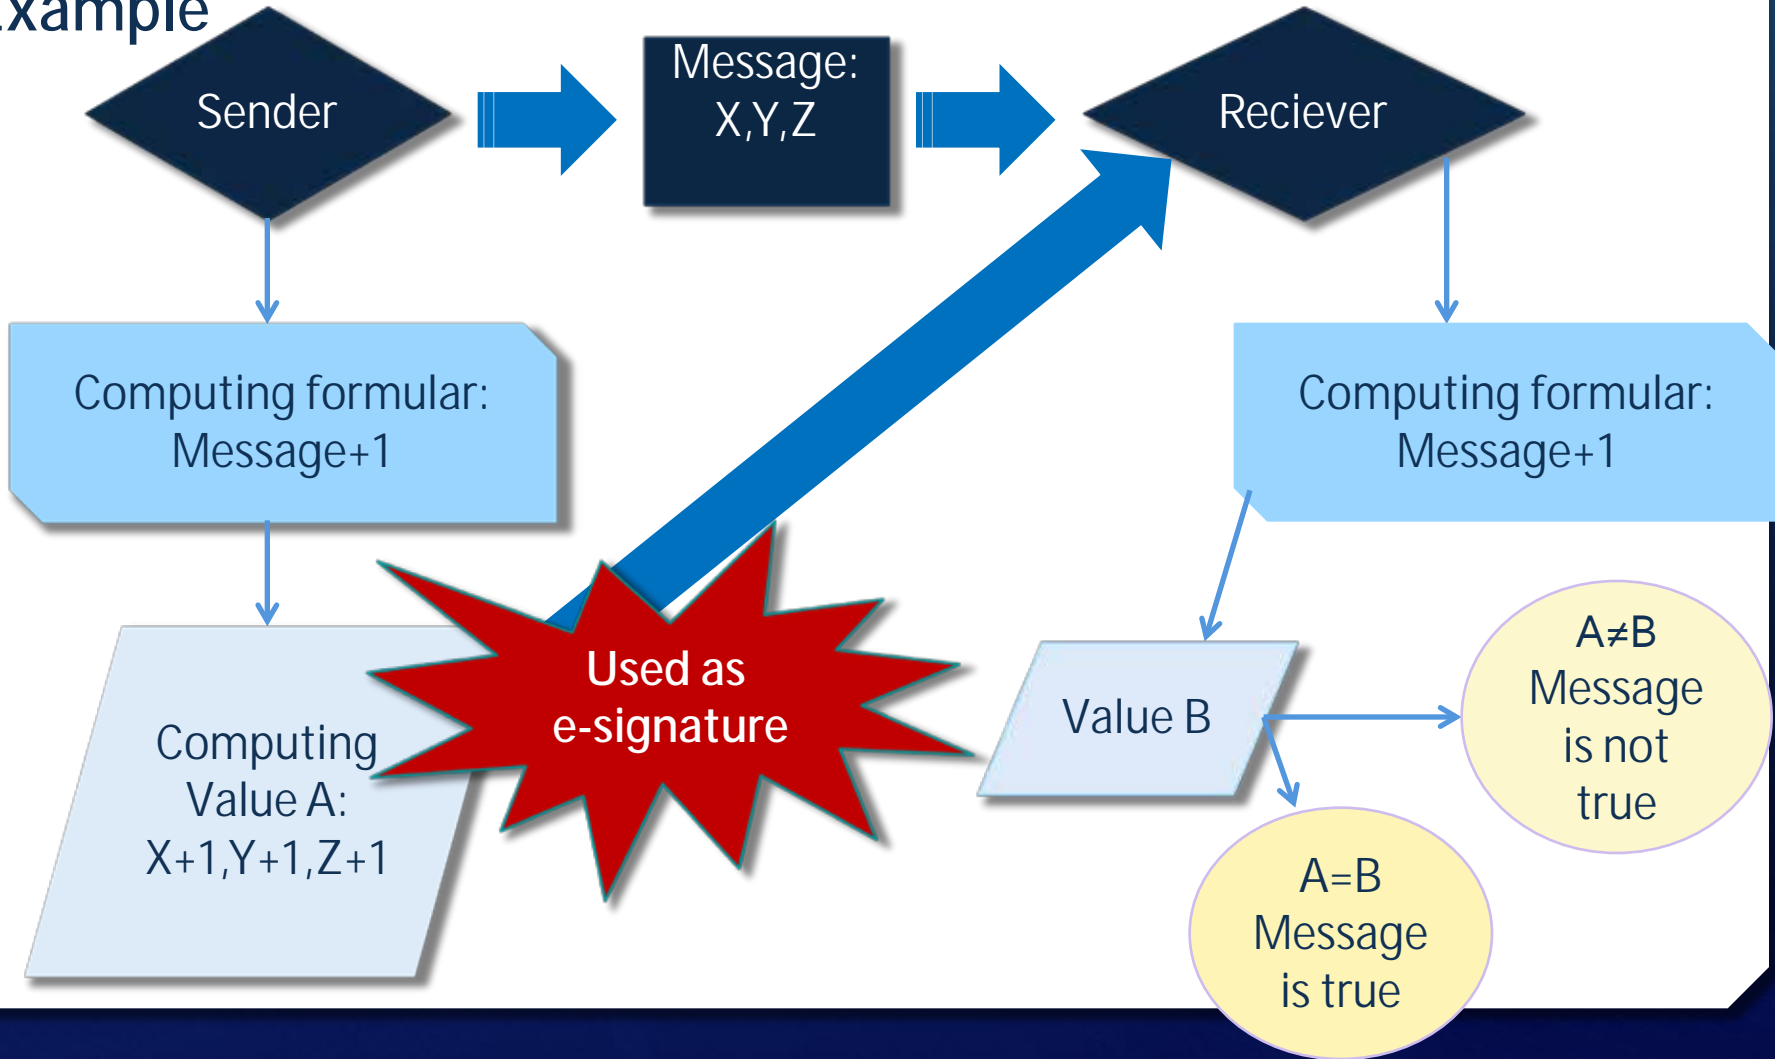 Example
Sender
Message:
X,Y,Z
Reciever
Computing formular:
Message+1
Computing formular:
Message+1
Computing
Value A:
X+1,Y+1,Z+1
Used as
e-signature
Value B
A≠B
Message
is not
true
A=B
Message
is true